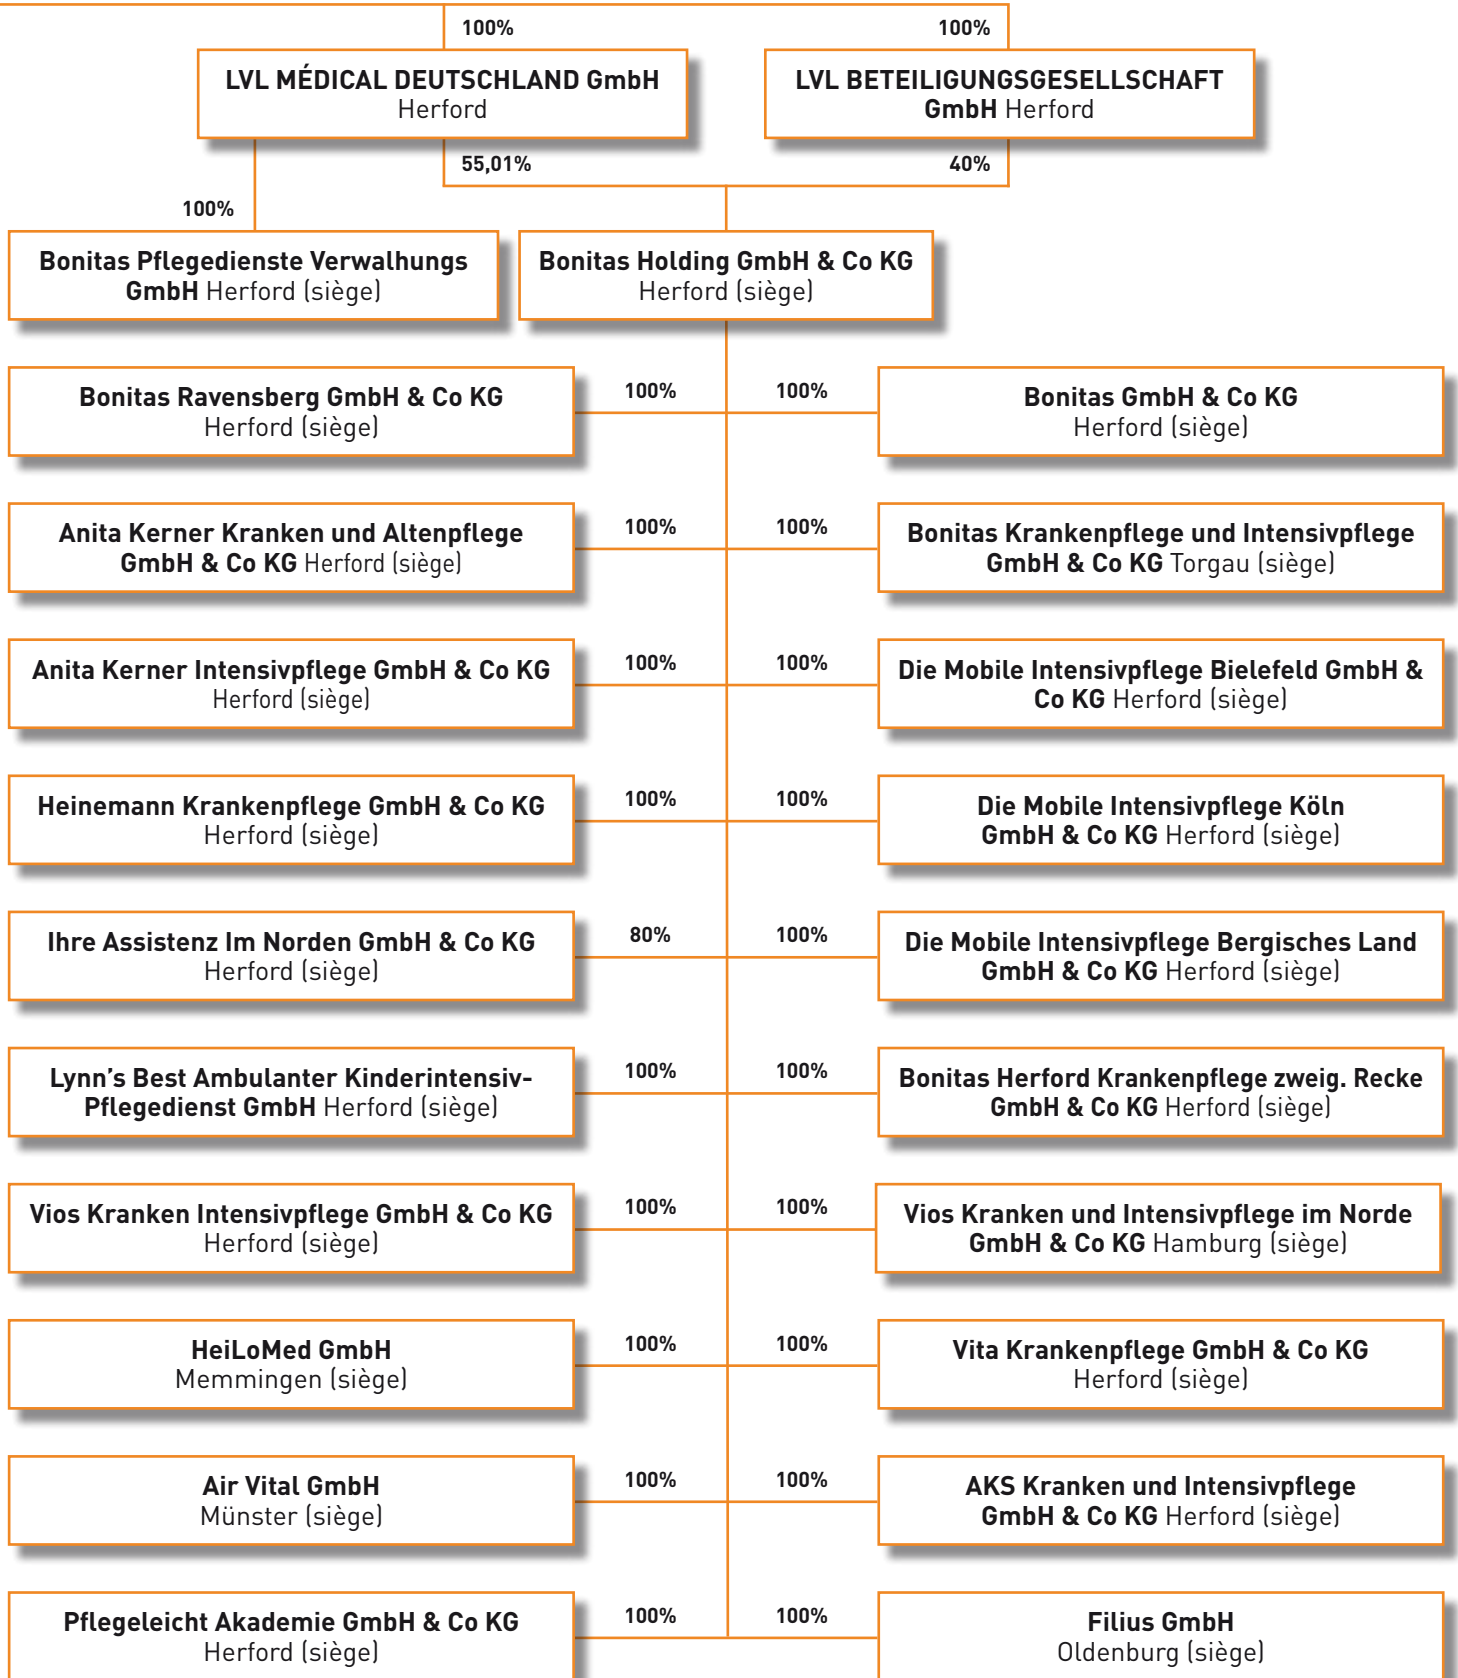 100%
100%
LVL MÉDICAL DEUTSCHLAND GmbH
Herford
LVL BETEILIGUNGSGESELLSCHAFT
GmbH Herford
55,01%
40%
100%
Bonitas Pflegedienste Verwalhungs
GmbH Herford (siège)
Bonitas Holding GmbH & Co KG
Herford (siège)
Bonitas Ravensberg GmbH & Co KG
Herford (siège)
100%
100%
Bonitas GmbH & Co KG
Herford (siège)
Anita Kerner Kranken und Altenpflege
GmbH & Co KG Herford (siège)
100%
100%
Bonitas Krankenpflege und Intensivpflege
GmbH & Co KG Torgau (siège)
Anita Kerner Intensivpflege GmbH & Co KG
Herford (siège)
100%
100%
Die Mobile Intensivpflege Bielefeld GmbH &
Co KG Herford (siège)
Heinemann Krankenpflege GmbH & Co KG
Herford (siège)
100%
100%
Die Mobile Intensivpflege Köln
GmbH & Co KG Herford (siège)
Ihre Assistenz Im Norden GmbH & Co KG
Herford (siège)
80%
100%
Die Mobile Intensivpflege Bergisches Land
GmbH & Co KG Herford (siège)
Lynn's Best Ambulanter Kinderintensiv-
Pflegedienst GmbH Herford (siège)
100%
100%
Bonitas Herford Krankenpflege zweig. Recke
GmbH & Co KG Herford (siège)
Vios Kranken Intensivpflege GmbH & Co KG
Herford (siège)
100%
100%
Vios Kranken und Intensivpflege im Norde
GmbH & Co KG Hamburg (siège)
HeiLoMed GmbH
Memmingen (siège)
100%
100%
Vita Krankenpflege GmbH & Co KG
Herford (siège)
Air Vital GmbH
Münster (siège)
100%
100%
AKS Kranken und Intensivpflege
GmbH & Co KG Herford (siège)
Pflegeleicht Akademie GmbH & Co KG
Herford (siège)
100%
100%
Filius GmbH
Oldenburg (siège)